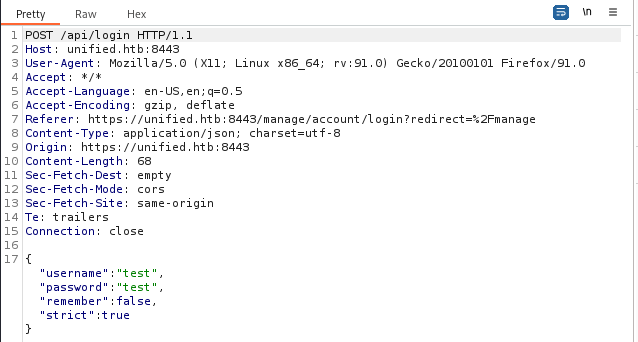 Pretty Raw Hex \n
1 POST /api/login HTTP/1.1
2 Host: unified.htb:8443
3 User-Agent: Mozilla/5.0 (X11; Linux x86_64; rv:91.0) Gecko/20100101 Firefox/91.0
4 Accept: */*
5 Accept-Language: en-US,en;q=0.5
6 Accept-Encoding: gzip, deflate
7 Referer: https://unified.htb:8443/manage/account/login?redirect=%2Fmanage
8 Content-Type: application/json; charset=utf-8
9 Origin: https://unified.htb:8443
10 Content-Length: 68
11 Sec-Fetch-Dest: empty
12 Sec-Fetch-Mode: cors
13 Sec-Fetch-Site: same-origin
14 Te: trailers
15 Connection: close
16
17 {
"username":"test",
"password":"test",
"remember":false,
"strict":true
}